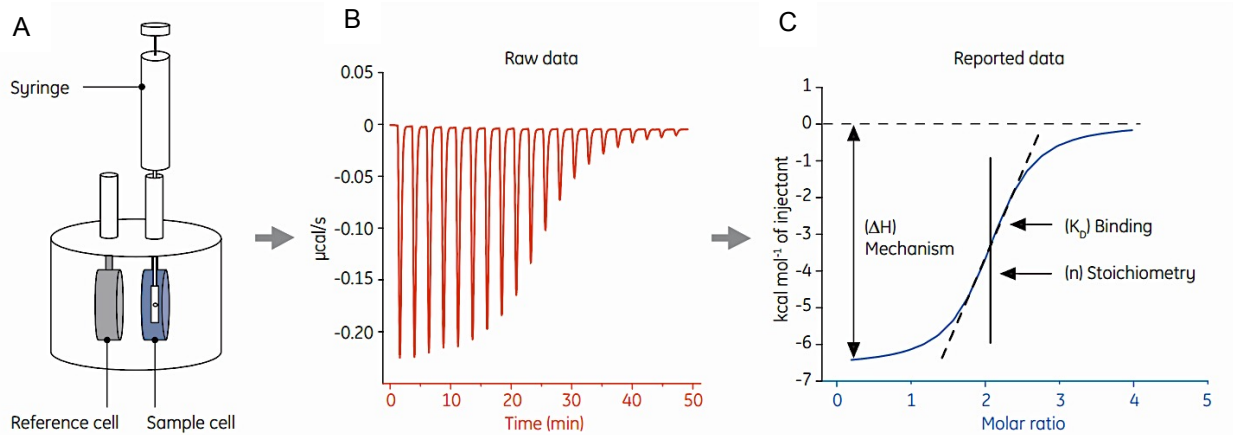 A
Syringe
Reference cell
Sample cell
B
Raw data
µcal/s
0.05
0
-0.05
-0.10
-0.15
-0.20
0 10 20 30 40 50
Time (min)
C
Reported data
kcal mol⁻¹ of injectant
1
0
-1
-2
-3
-4
-5
-6
-7
(ΔH)
Mechanism
(K_D) Binding
(n) Stoichiometry
0 1 2 3 4 5
Molar ratio